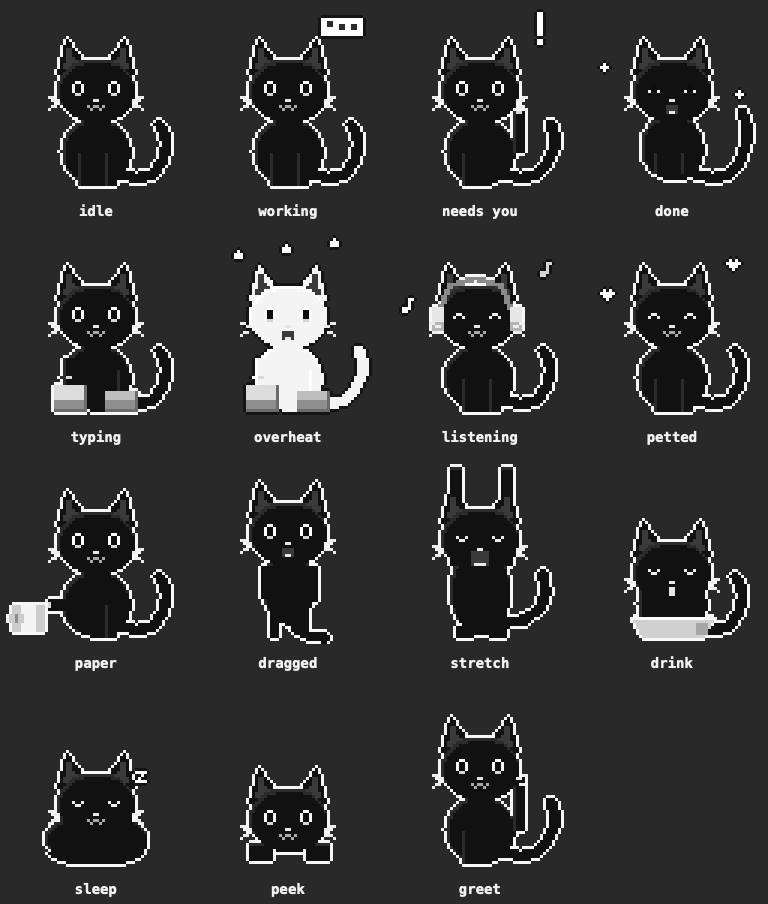 ...
!
idle
working
needs you
done
typing
overheat
listening
petted
paper
dragged
stretch
drink
Z
sleep
peek
greet